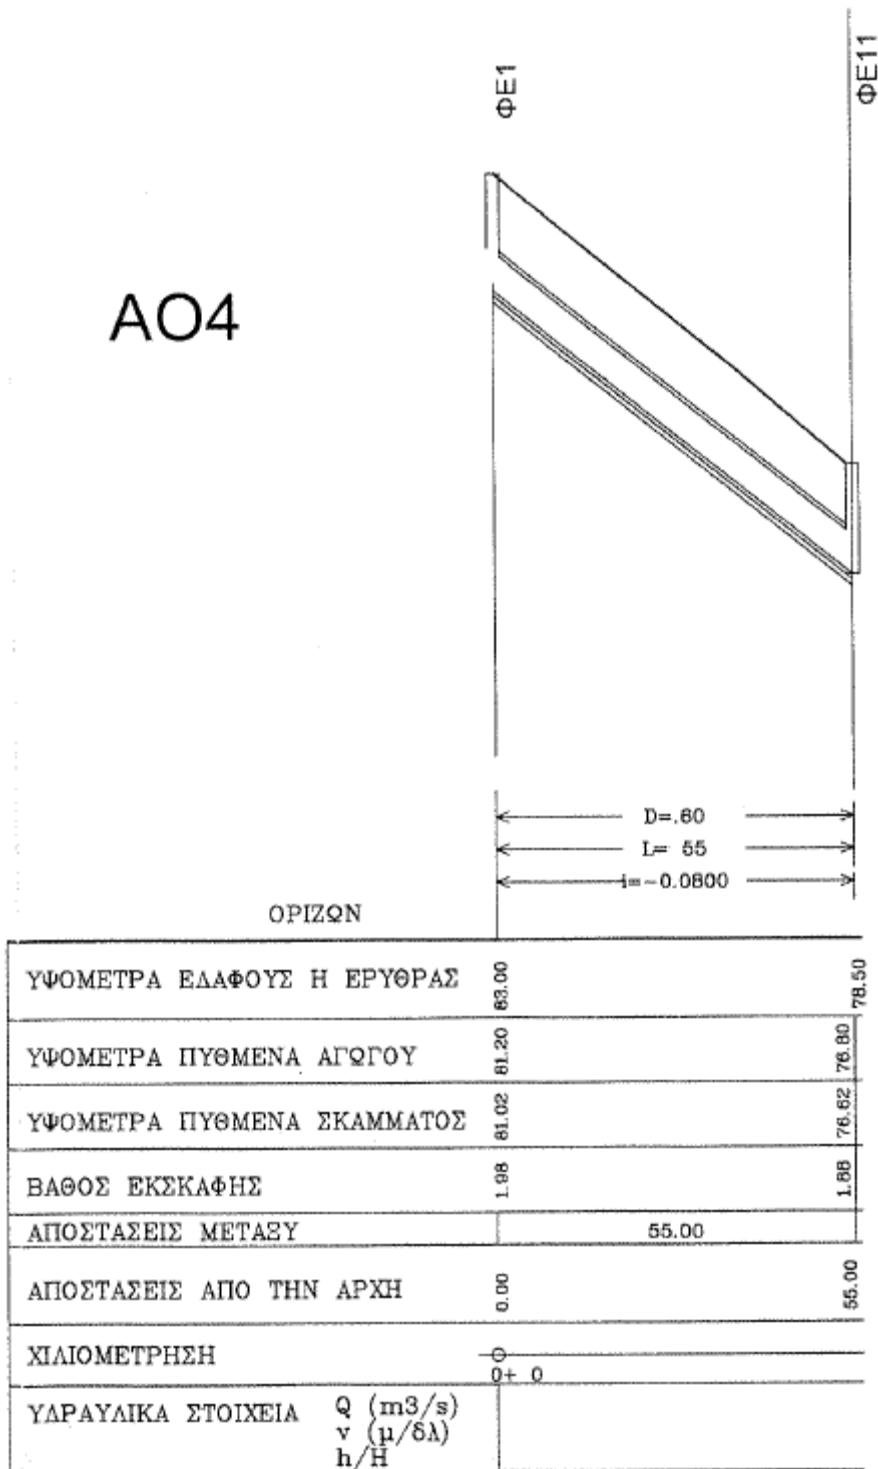 ΦΕ1
ΦΕ11
ΑΟ4
D=.60
L= 55
i=-0.0800
ΟΡΙΖΩΝ
ΥΨΟΜΕΤΡΑ ΕΔΑΦΟΥΣ Η ΕΡΥΘΡΑΣ 83.00 78.50
ΥΨΟΜΕΤΡΑ ΠΥΘΜΕΝΑ ΑΓΩΓΟΥ 81.20 76.80
ΥΨΟΜΕΤΡΑ ΠΥΘΜΕΝΑ ΣΚΑΜΜΑΤΟΣ 81.02 76.62
ΒΑΘΟΣ ΕΚΣΚΑΦΗΣ 1.98 1.88
ΑΠΟΣΤΑΣΕΙΣ ΜΕΤΑΞΥ 55.00
ΑΠΟΣΤΑΣΕΙΣ ΑΠΟ ΤΗΝ ΑΡΧΗ 0.00 55.00
ΧΙΛΙΟΜΕΤΡΗΣΗ 0+ 0
ΥΔΡΑΥΛΙΚΑ ΣΤΟΙΧΕΙΑ Q (m3/s)
v (μ/δλ)
h/H